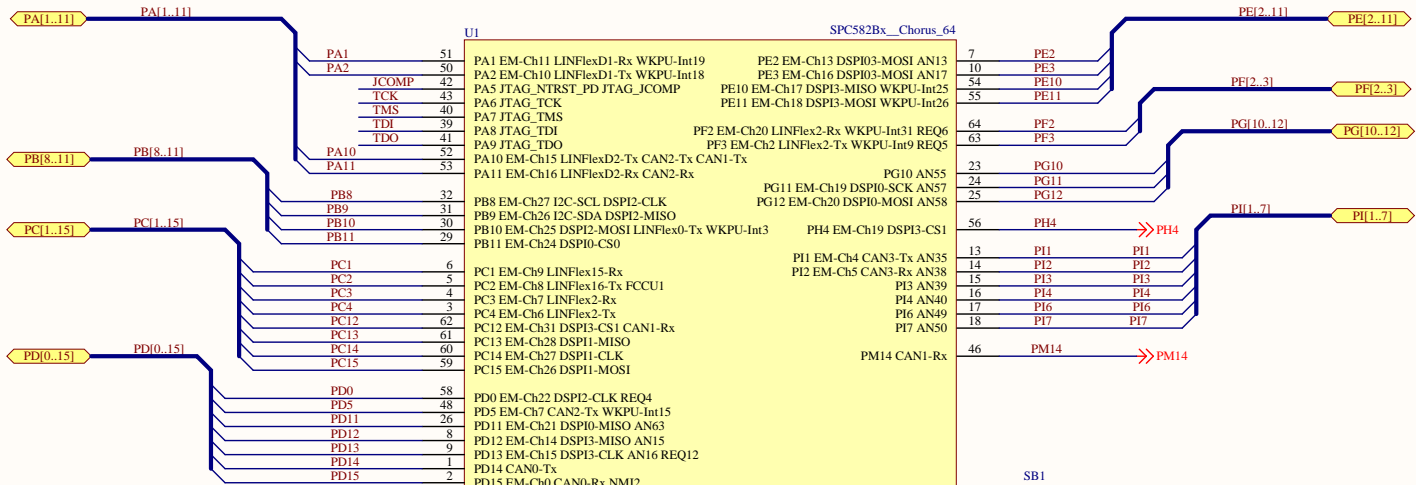 PA[1..11] PA[1..11] PE[2..11] PE[2..11]
U1 SPC582Bx__Chorus_64
PA1 51 PA1 EM-Ch11 LINFlexD1-Rx WKPU-Int19 PE2 EM-Ch13 DSPI03-MOSI AN13 7 PE2
PA2 50 PA2 EM-Ch10 LINFlexD1-Tx WKPU-Int18 PE3 EM-Ch16 DSPI03-MOSI AN17 10 PE3
JCOMP 42 PA5 JTAG_NTRST_PD JTAG_JCOMP PE10 EM-Ch17 DSPI3-MISO WKPU-Int25 54 PE10 PF[2..3]
TCK 43 PA6 JTAG_TCK PE11 EM-Ch18 DSPI3-MOSI WKPU-Int26 55 PE11
TMS 40 PA7 JTAG_TMS
TDI 39 PA8 JTAG_TDI PF2 EM-Ch20 LINFlex2-Rx WKPU-Int31 REQ6 64 PF2 PG[10..12] PG[10..12]
TDO 41 PA9 JTAG_TDO PF3 EM-Ch2 LINFlex2-Tx WKPU-Int9 REQ5 63 PF3
PB[8..11] PB[8..11] PA10 52 PA10 EM-Ch15 LINFlexD2-Tx CAN2-Tx CAN1-Tx
PA11 53 PA11 EM-Ch16 LINFlexD2-Rx CAN2-Rx PG10 AN55 23 PG10
PG11 EM-Ch19 DSPI0-SCK AN57 24 PG11
PB8 32 PB8 EM-Ch27 I2C-SCL DSPI2-CLK PG12 EM-Ch20 DSPI0-MOSI AN58 25 PG12
PB9 31 PB9 EM-Ch26 I2C-SDA DSPI2-MISO PI[1..7] PI[1..7]
PC[1..15] PC[1..15] PB10 30 PB10 EM-Ch25 DSPI2-MOSI LINFlex0-Tx WKPU-Int3 PH4 EM-Ch19 DSPI3-CS1 56 PH4 PH4
PB11 29 PB11 EM-Ch24 DSPI0-CS0
PI1 EM-Ch4 CAN3-Tx AN35 13 PI1 PI1
PC1 6 PC1 EM-Ch9 LINFlex15-Rx PI2 EM-Ch5 CAN3-Rx AN38 14 PI2 PI2
PC2 5 PC2 EM-Ch8 LINFlex16-Tx FCCU1 PI3 AN39 15 PI3 PI3
PC3 4 PC3 EM-Ch7 LINFlex2-Rx PI4 AN40 16 PI4 PI4
PC4 3 PC4 EM-Ch6 LINFlex2-Tx PI6 AN49 17 PI6 PI6
PC12 62 PC12 EM-Ch31 DSPI3-CS1 CAN1-Rx PI7 AN50 18 PI7 PI7
PC13 61 PC13 EM-Ch28 DSPI1-MISO
PD[0..15] PD[0..15] PC14 60 PC14 EM-Ch27 DSPI1-CLK PM14 CAN1-Rx 46 PM14 PM14
PC15 59 PC15 EM-Ch26 DSPI1-MOSI
PD0 58 PD0 EM-Ch22 DSPI2-CLK REQ4
PD5 48 PD5 EM-Ch7 CAN2-Tx WKPU-Int15
PD11 26 PD11 EM-Ch21 DSPI0-MISO AN63
PD12 8 PD12 EM-Ch14 DSPI3-MISO AN15
PD13 9 PD13 EM-Ch15 DSPI3-CLK AN16 REQ12
PD14 1 PD14 CAN0-Tx
PD15 2 PD15 EM-Ch0 CAN0-Rx NMI2 SB1